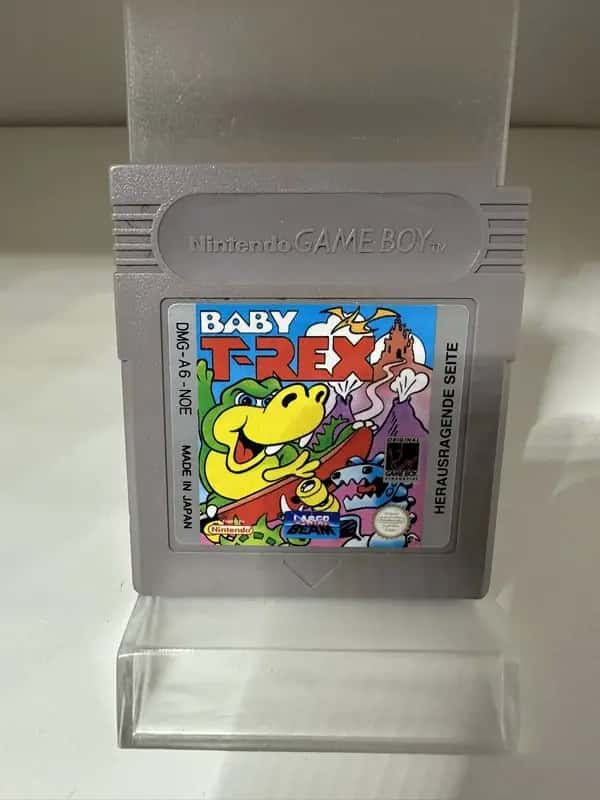 Nintendo GAME BOY TM
BABY
T-REX
DMG-A6-NOE
MADE IN JAPAN
HERAUSRAGENDE SEITE
ORIGINAL
GAME BOY
Nintendo
LASER
BEAM